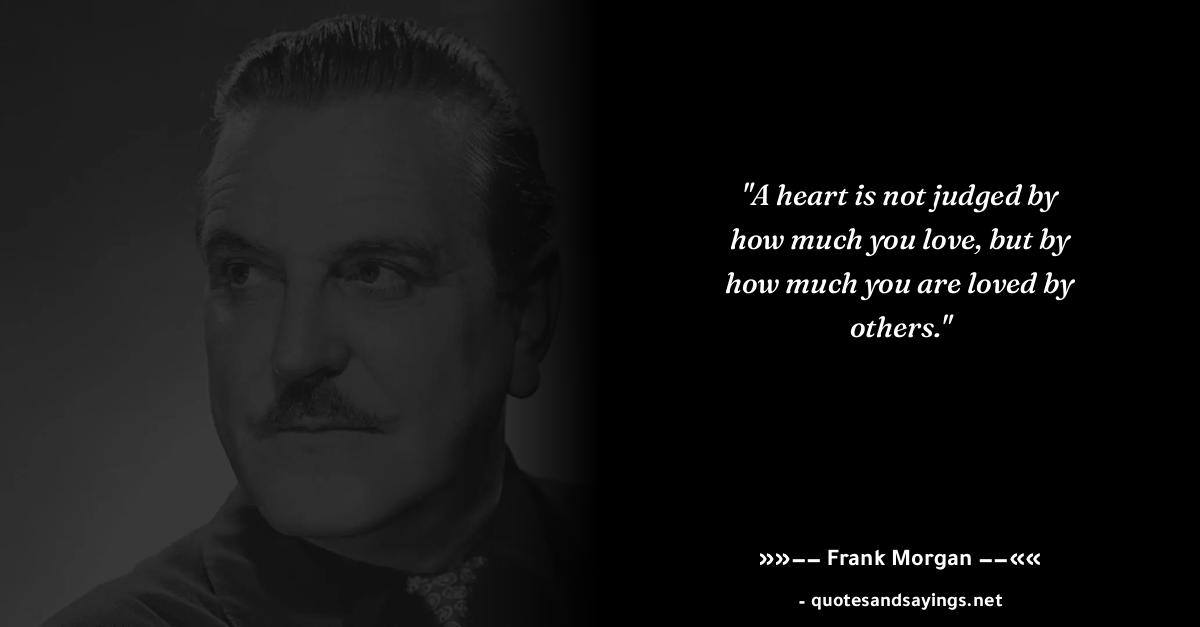 "A heart is not judged by
how much you love, but by
how much you are loved by
others."
»»−− Frank Morgan −−««
- quotesandsayings.net